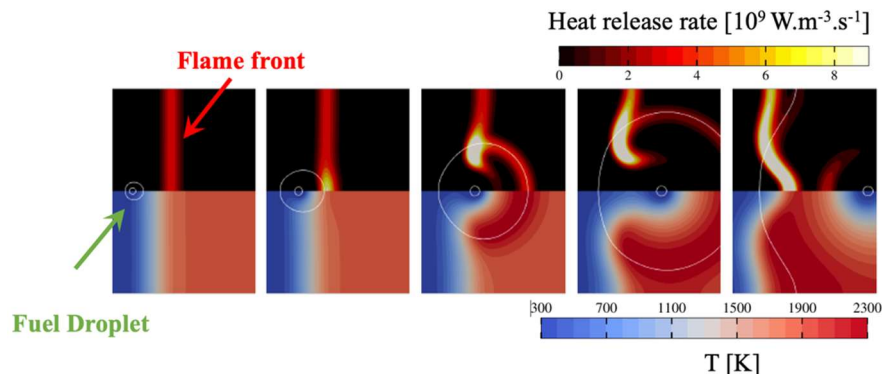 Heat release rate [10⁹ W.m⁻³.s⁻¹]
0 2 4 6 8
Flame front
Fuel Droplet
300 700 1100 1500 1900 2300
T [K]